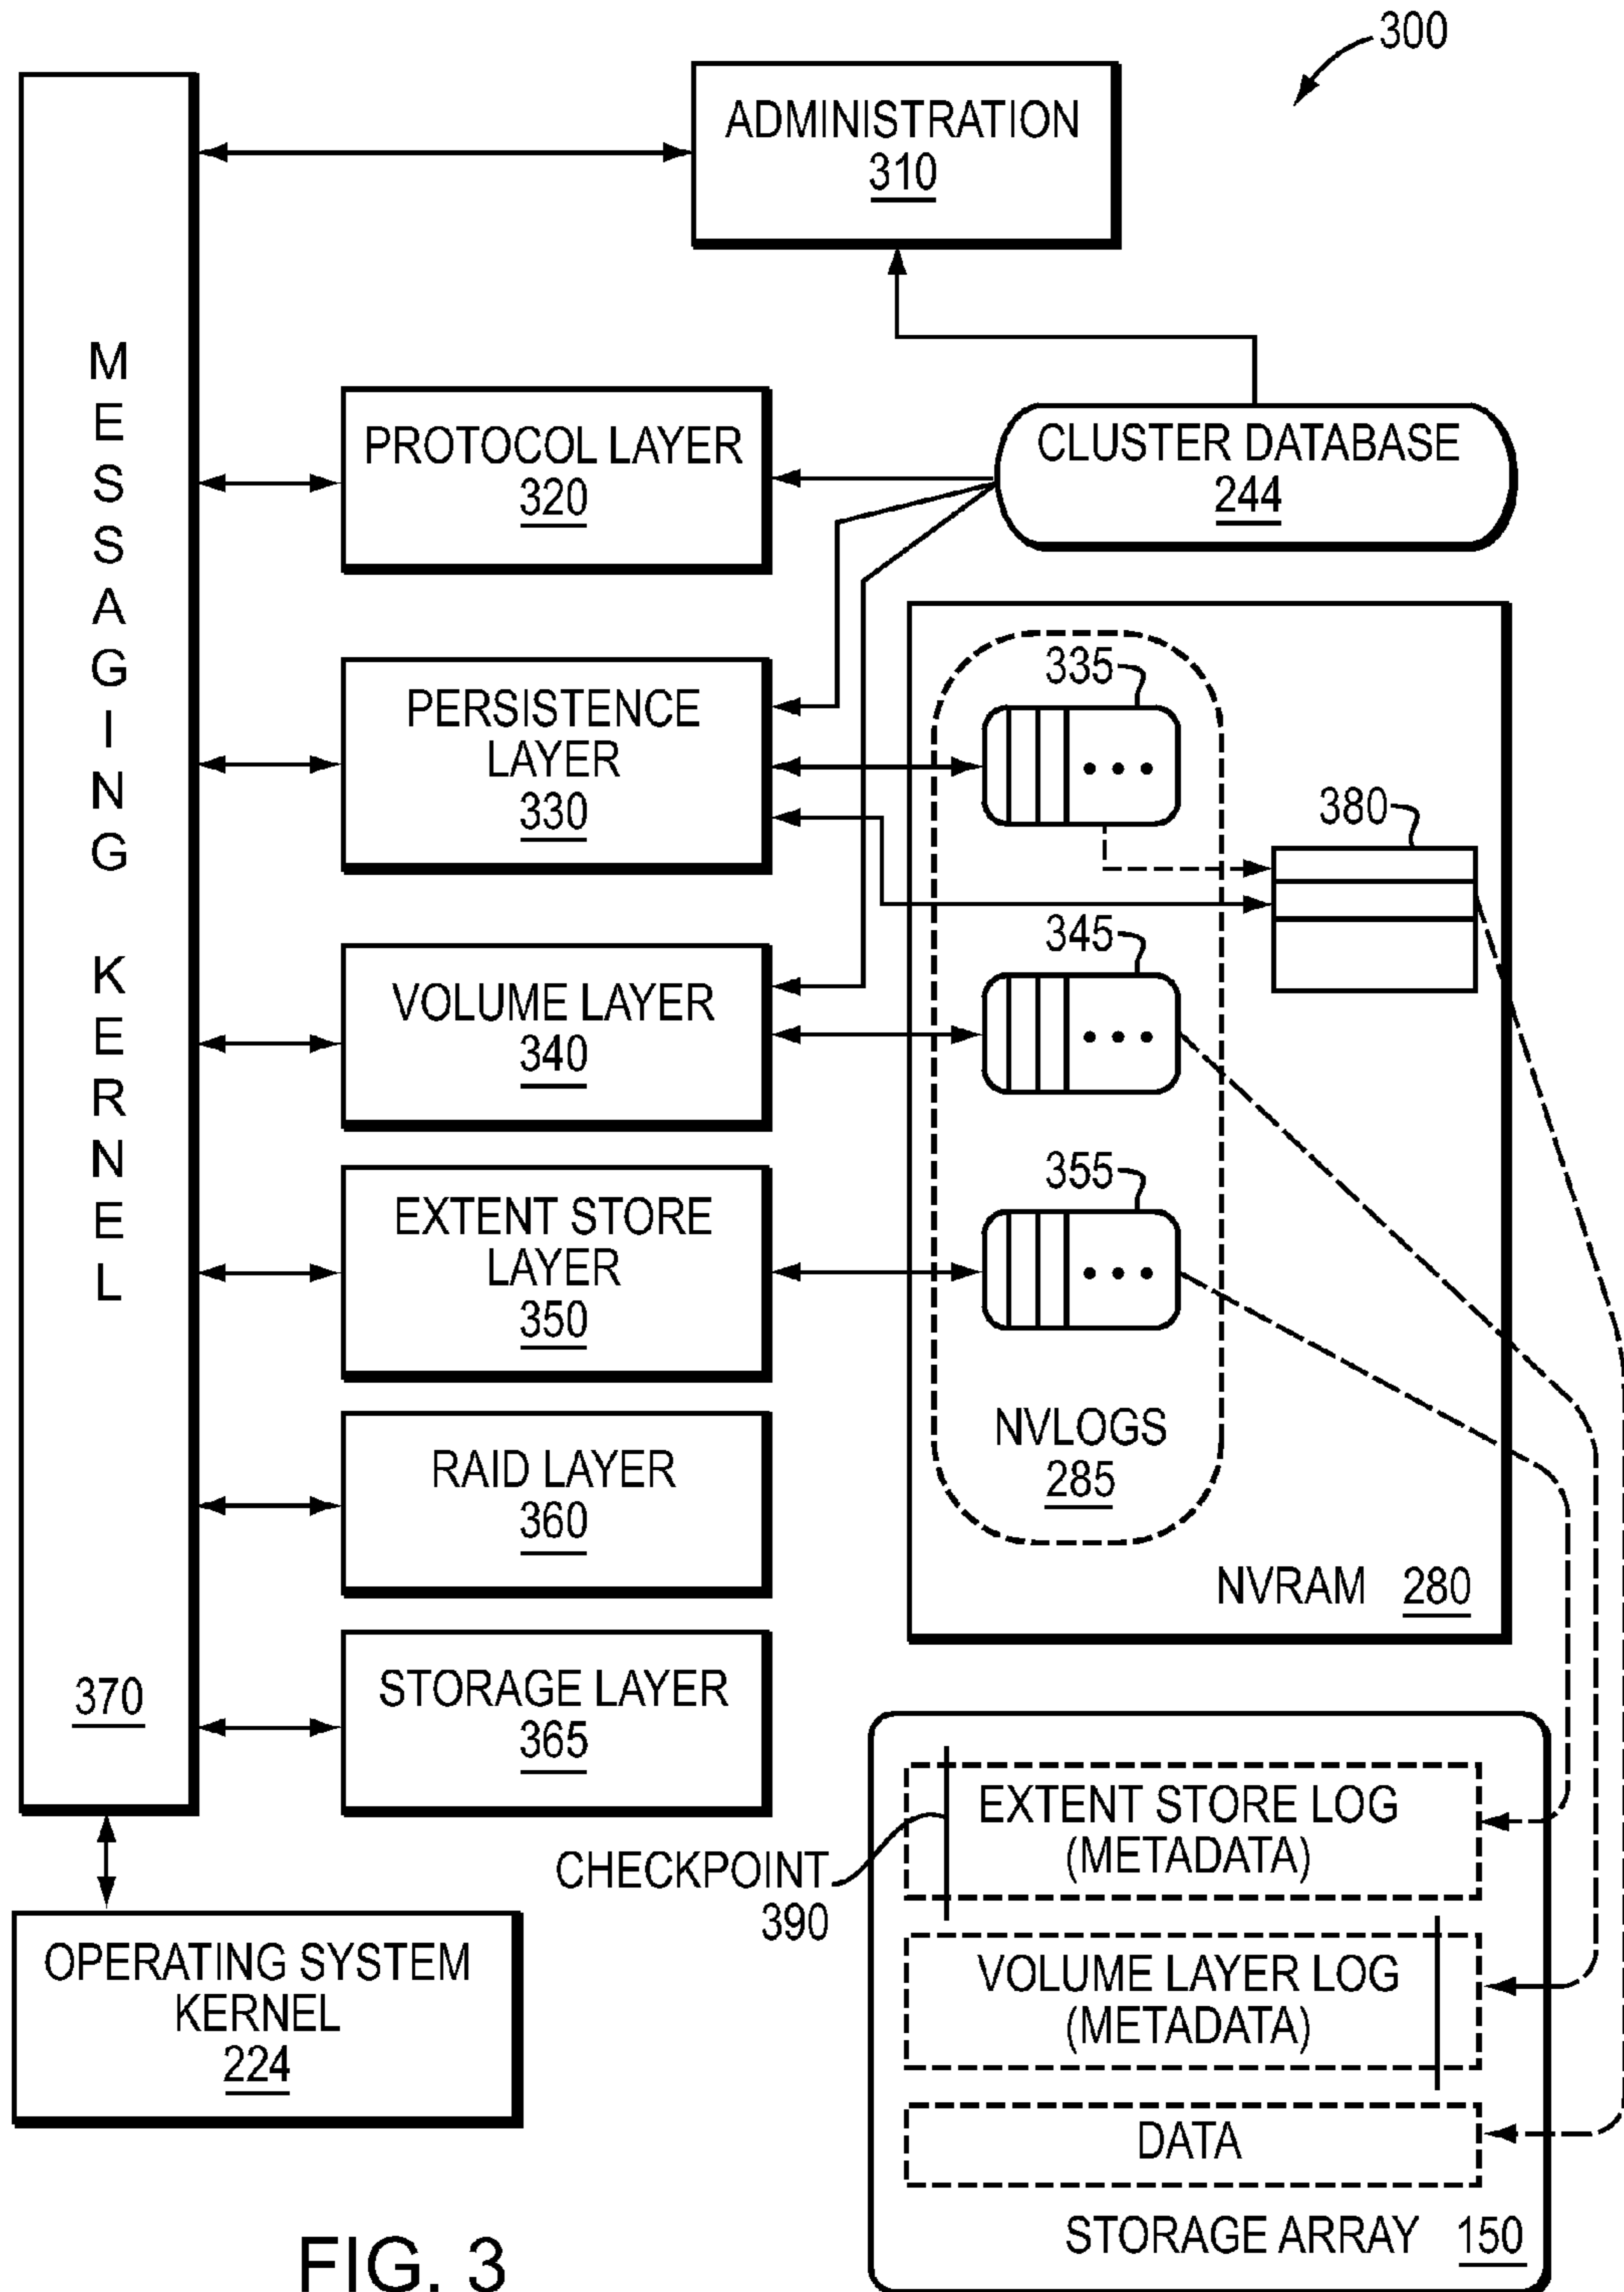 300
ADMINISTRATION
310
MESSAGING KERNEL
370
PROTOCOL LAYER
320
CLUSTER DATABASE
244
PERSISTENCE
LAYER
330
335
380
VOLUME LAYER
340
345
EXTENT STORE
LAYER
350
355
NVLOGS
285
RAID LAYER
360
NVRAM 280
STORAGE LAYER
365
EXTENT STORE LOG
(METADATA)
CHECKPOINT
390
VOLUME LAYER LOG
(METADATA)
DATA
STORAGE ARRAY 150
OPERATING SYSTEM
KERNEL
224
FIG. 3